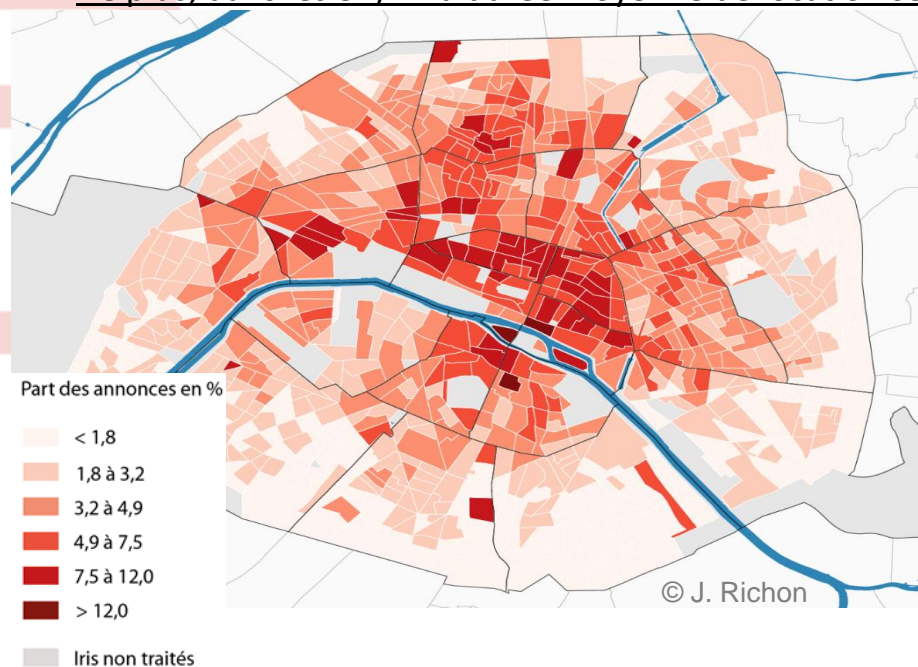 Part des annonces en %
< 1,8
1,8 à 3,2
3,2 à 4,9
4,9 à 7,5
7,5 à 12,0
> 12,0
Iris non traités
© J. Richon